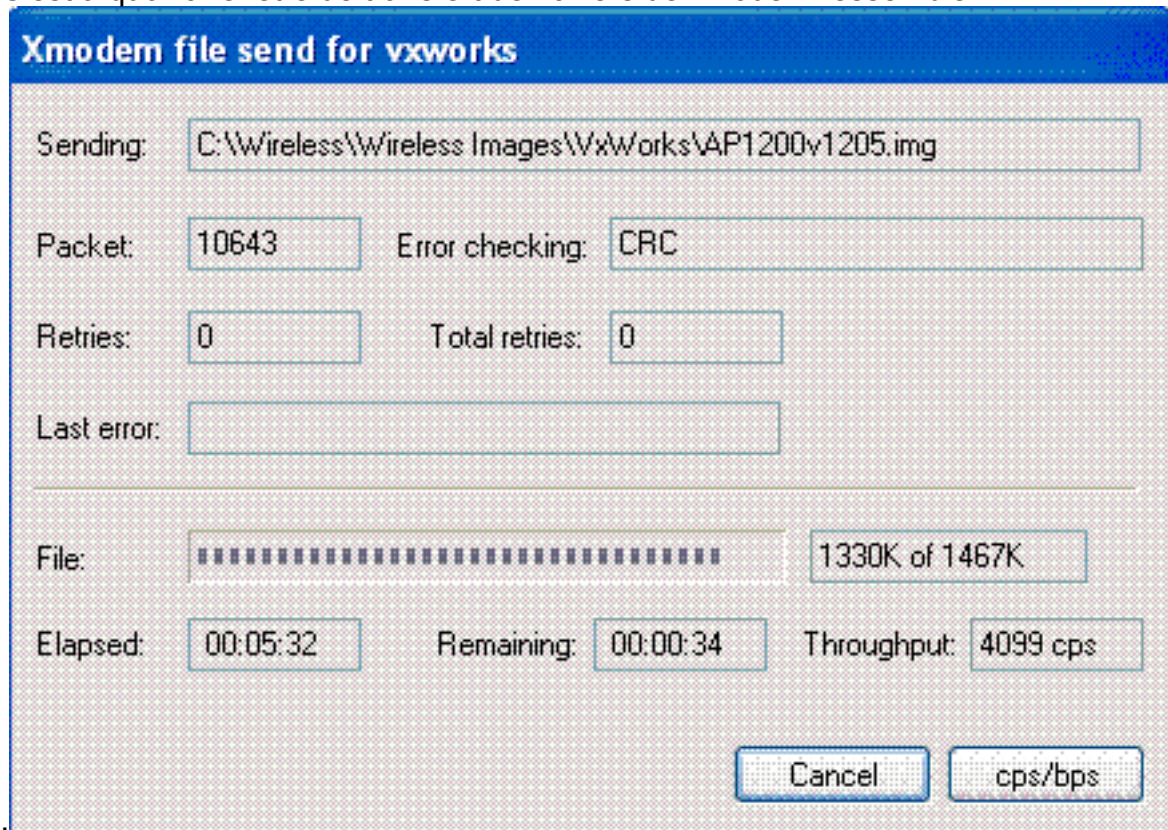 Xmodem file send for vxworks
Sending: C:\Wireless\Wireless Images\VxWorks\AP1200v1205.img
Packet: 10643 Error checking: CRC
Retries: 0 Total retries: 0
Last error:
File: 1330K of 1467K
Elapsed: 00:05:32 Remaining: 00:00:34 Throughput: 4099 cps
Cancel cps/bps